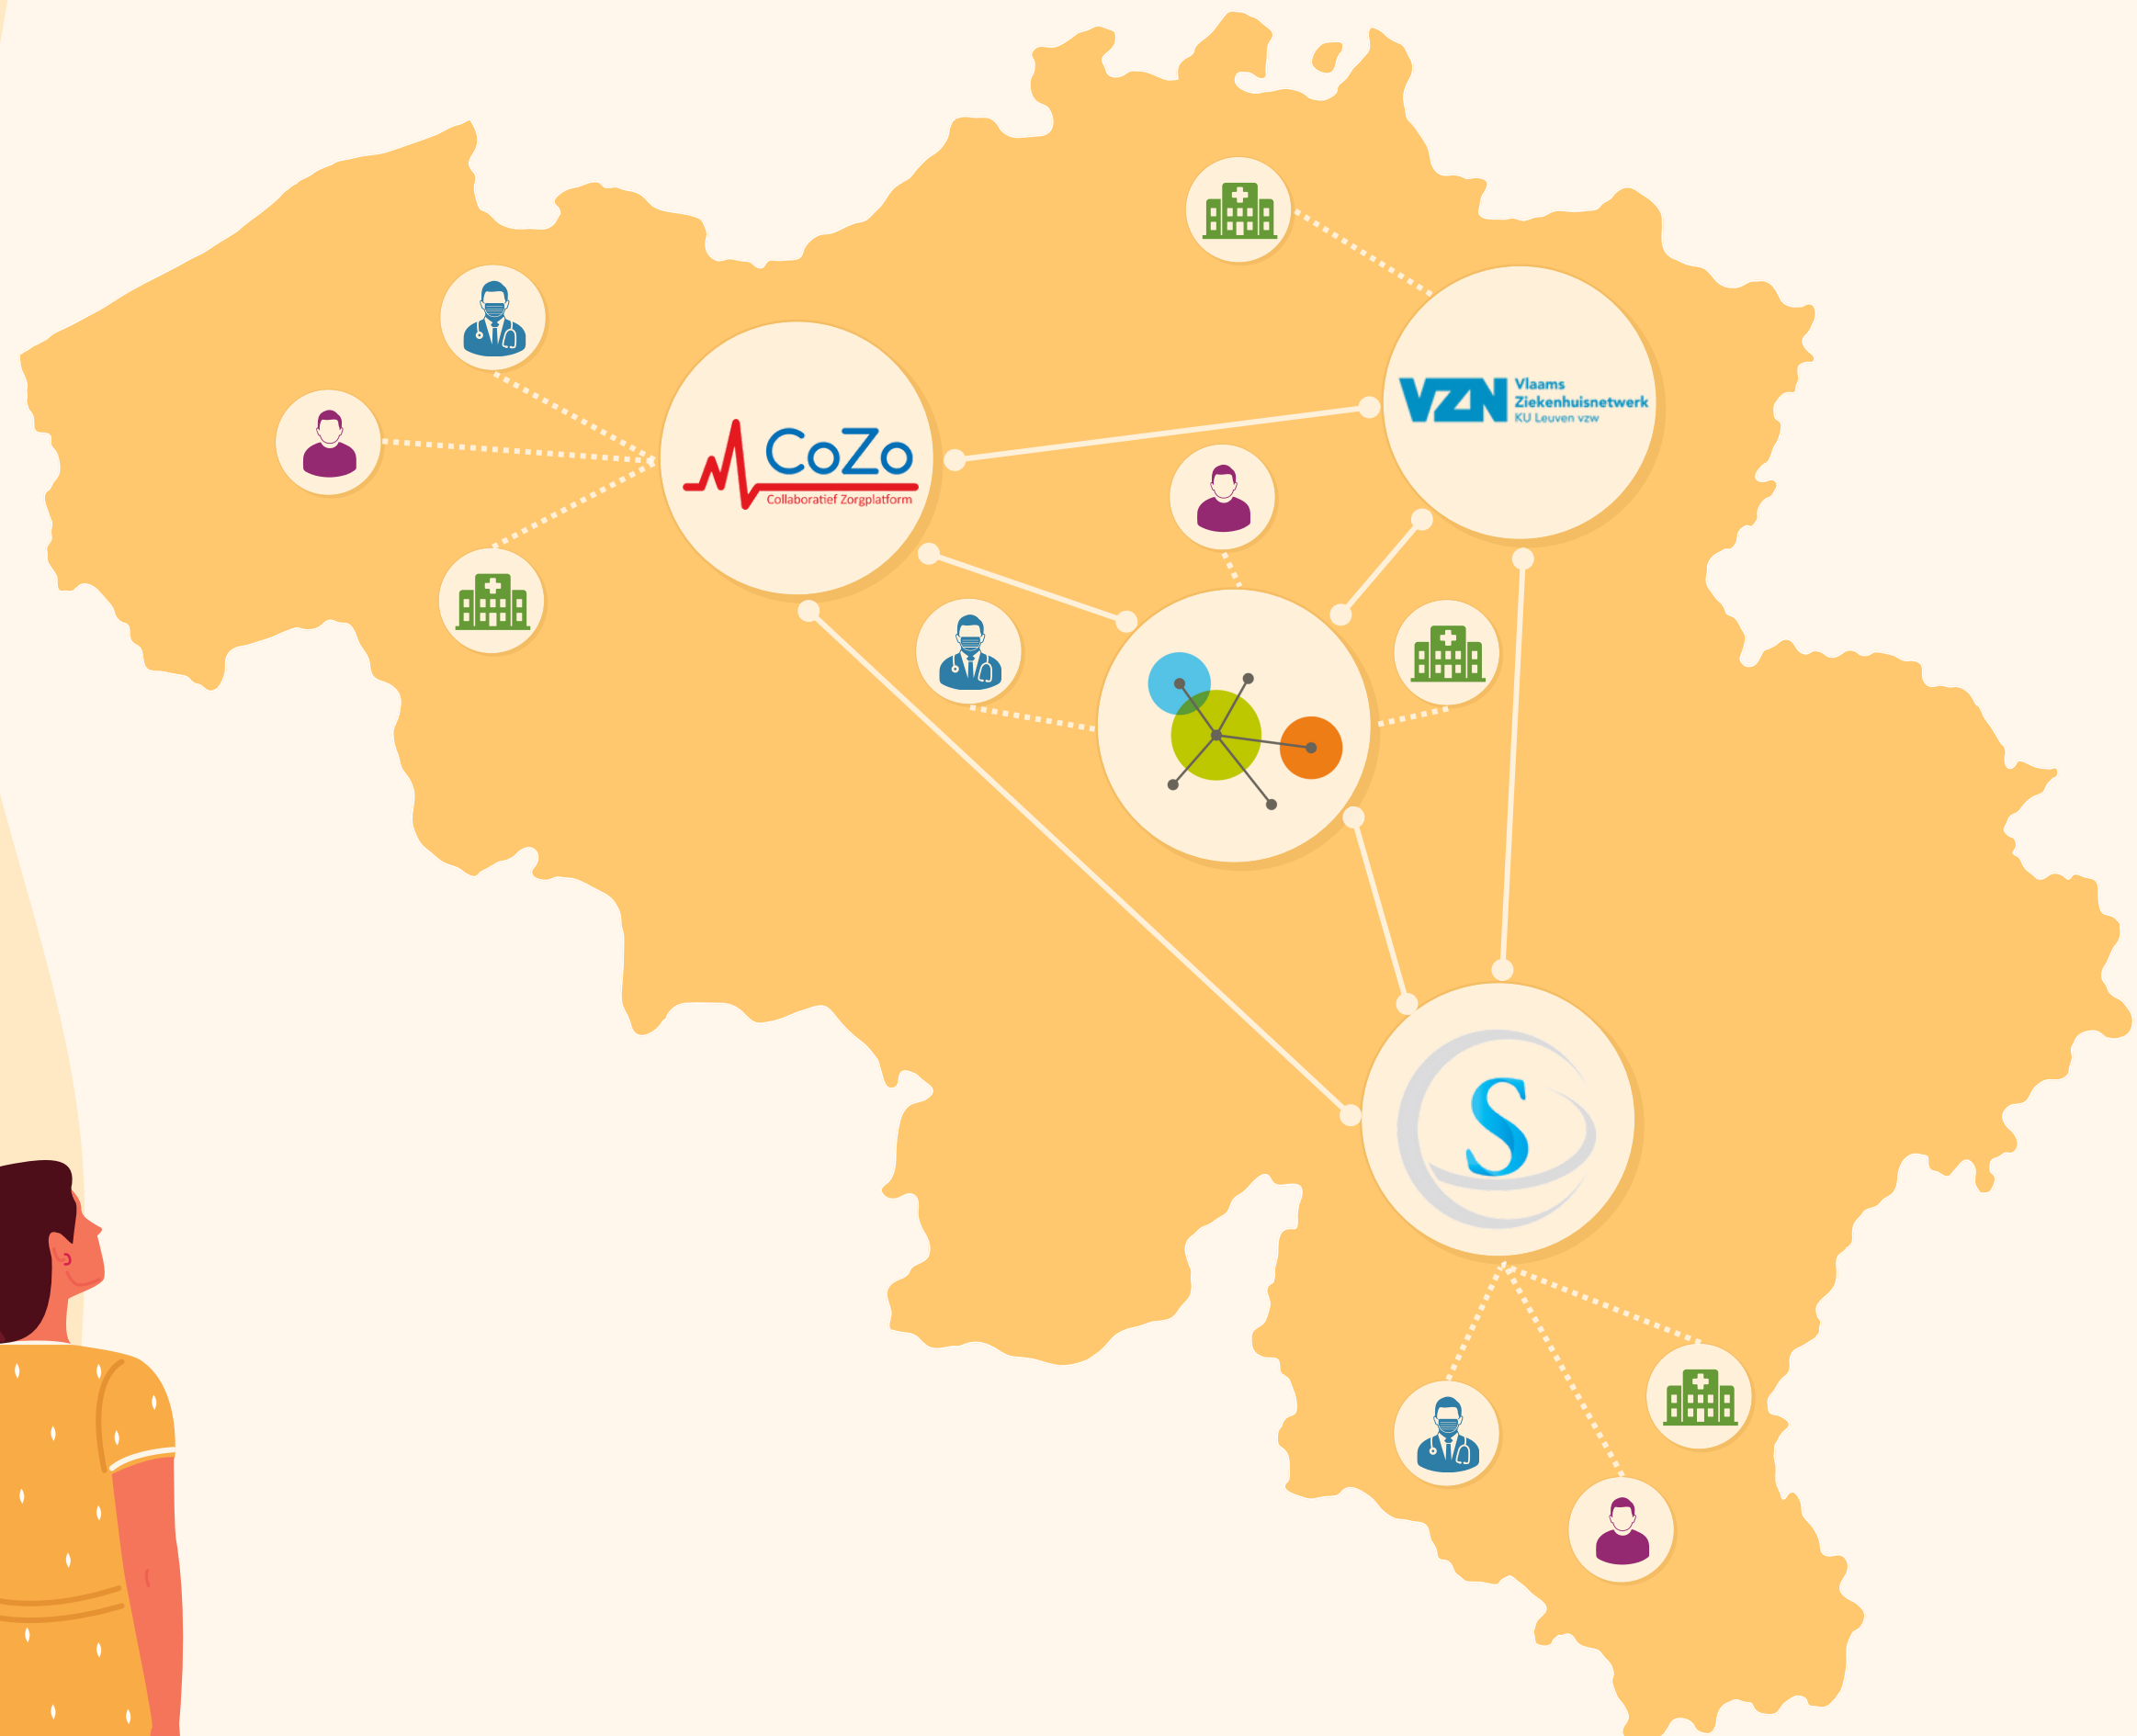 CoZo
Collaboratief Zorgplatform
VZN
Vlaams
Ziekenhuisnetwerk
KU Leuven vzw
S